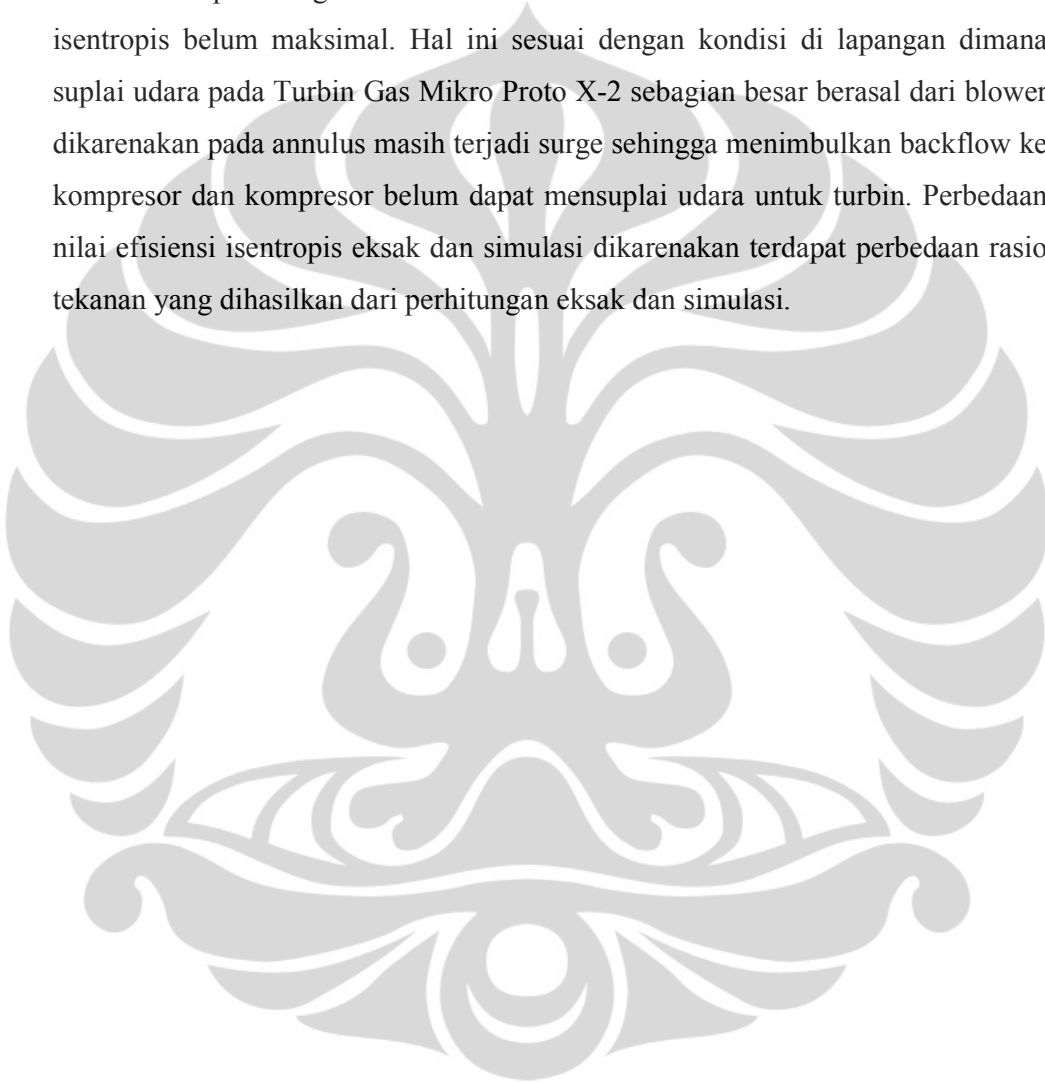 isentropis belum maksimal. Hal ini sesuai dengan kondisi di lapangan dimana
suplai udara pada Turbin Gas Mikro Proto X-2 sebagian besar berasal dari blower
dikarenakan pada annulus masih terjadi surge sehingga menimbulkan backflow ke
kompresor dan kompresor belum dapat mensuplai udara untuk turbin. Perbedaan
nilai efisiensi isentropis eksak dan simulasi dikarenakan terdapat perbedaan rasio
tekanan yang dihasilkan dari perhitungan eksak dan simulasi.